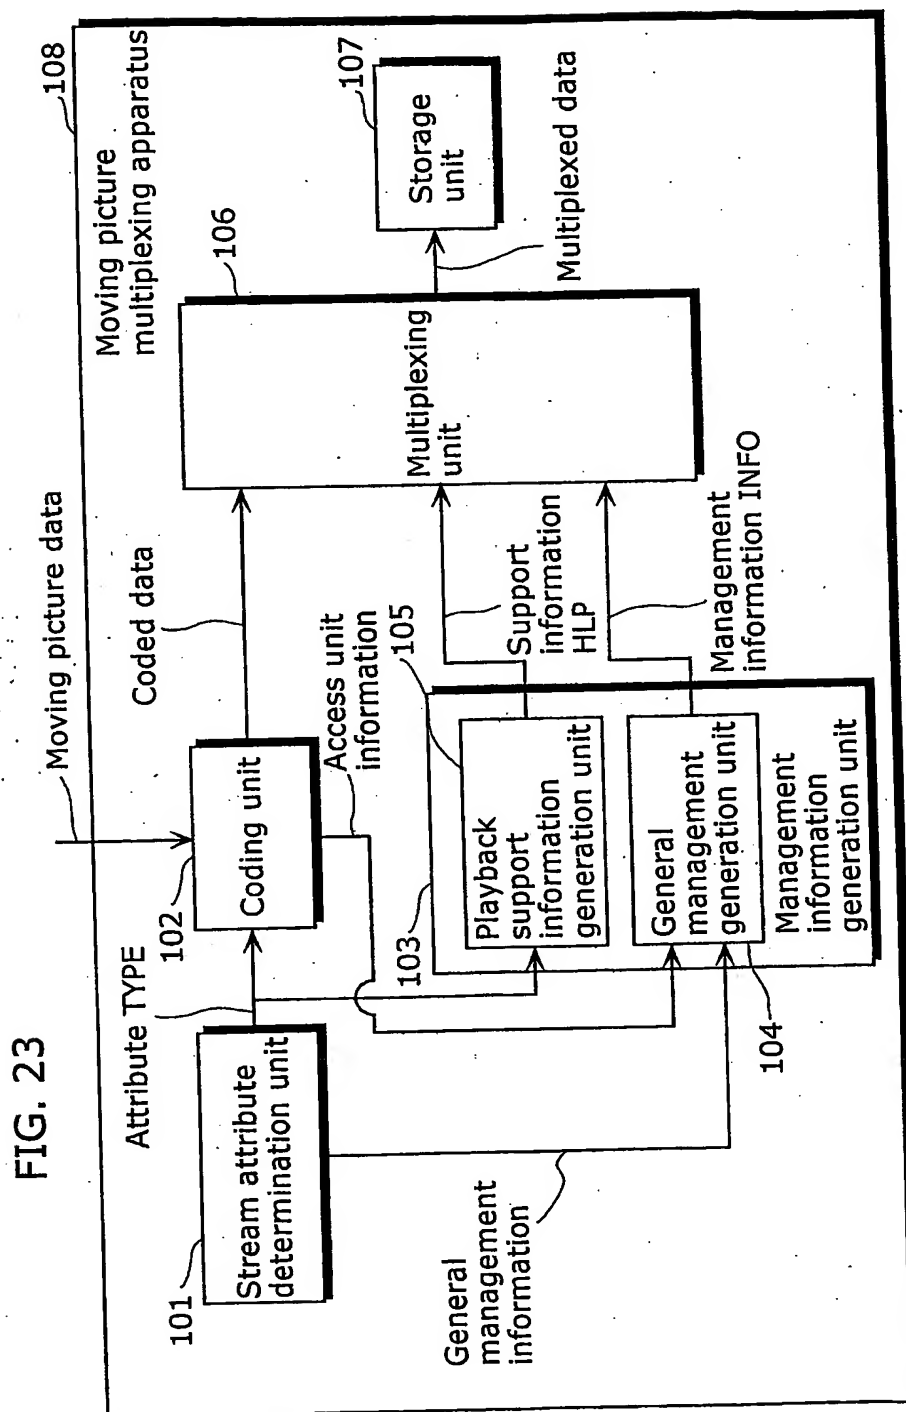 FIG. 23
Moving picture data
108
Moving picture
multiplexing apparatus
Attribute TYPE
102
Coding unit
Coded data
106
Multiplexing
unit
107
Storage
unit
Multiplexed data
101
Stream attribute
determination unit
Access unit
information
103
105
Playback
support
information
generation unit
Support
information
HLP
General
management
generation unit
104
Management
information
generation unit
Management
information INFO
General
management
information